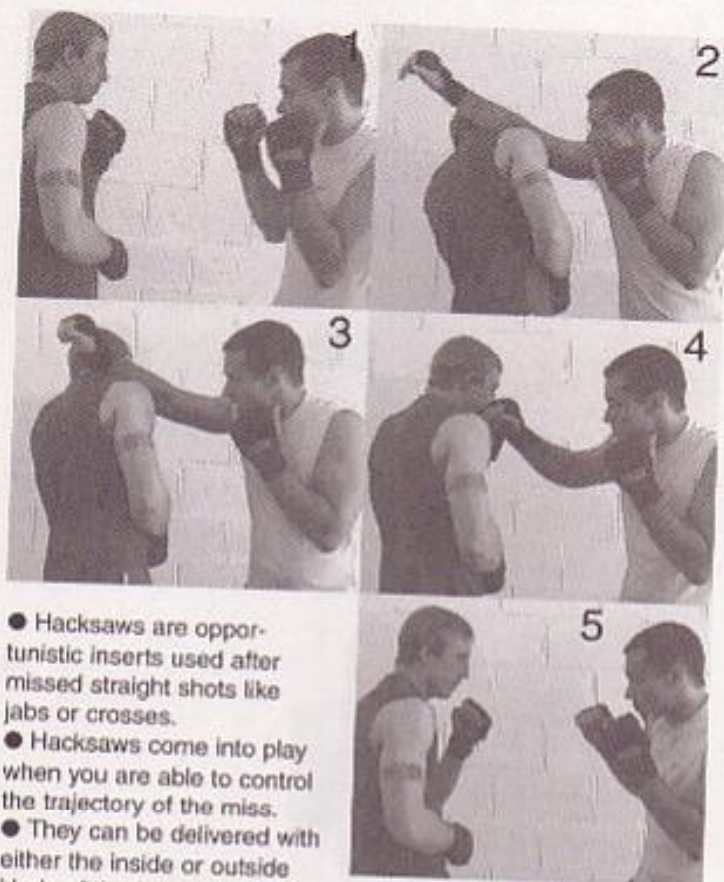 1
2
3
4
5
● Hacksaws are oppor-
tunistic inserts used after
missed straight shots like
jabs or crosses.
● Hacksaws come into play
when you are able to control
the trajectory of the miss.
● They can be delivered with
either the inside or outside